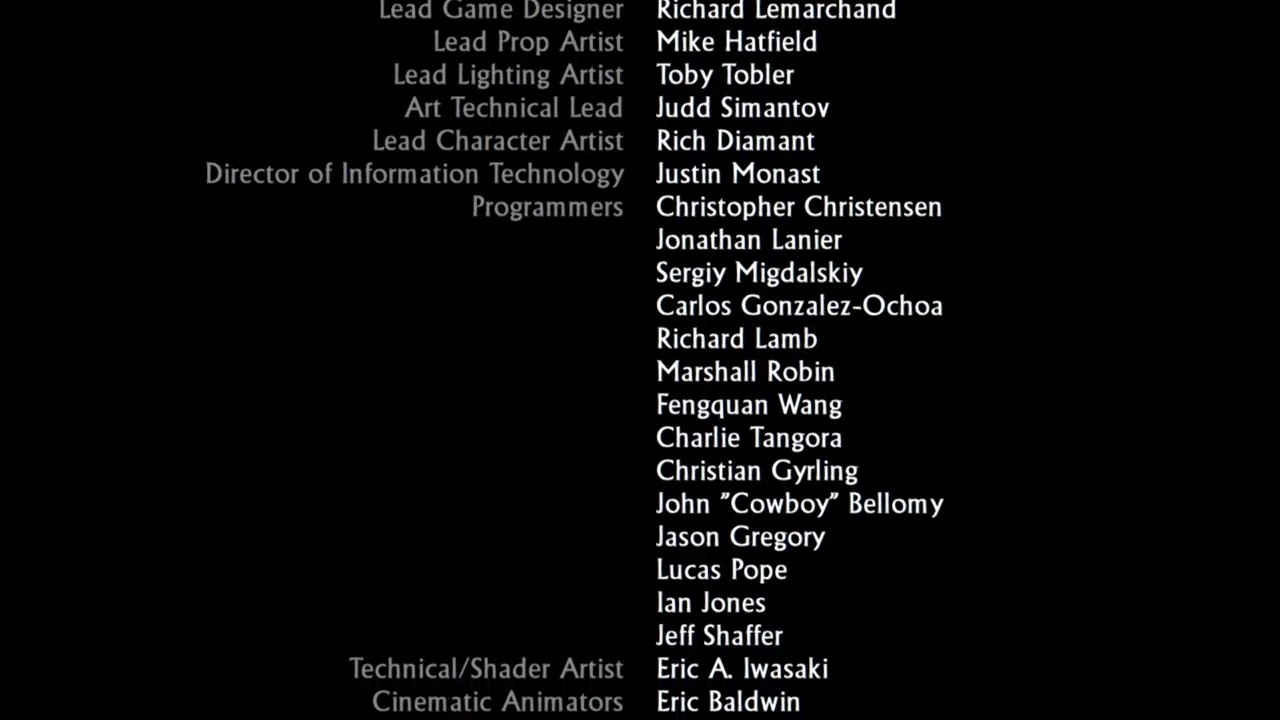 Lead Game Designer Richard Lemarchand
Lead Prop Artist Mike Hatfield
Lead Lighting Artist Toby Tobler
Art Technical Lead Judd Simantov
Lead Character Artist Rich Diamant
Director of Information Technology Justin Monast
Programmers Christopher Christensen
Jonathan Lanier
Sergiy Migdalskiy
Carlos Gonzalez-Ochoa
Richard Lamb
Marshall Robin
Fengquan Wang
Charlie Tangora
Christian Gyrling
John "Cowboy" Bellomy
Jason Gregory
Lucas Pope
Ian Jones
Jeff Shaffer
Technical/Shader Artist Eric A. Iwasaki
Cinematic Animators Eric Baldwin